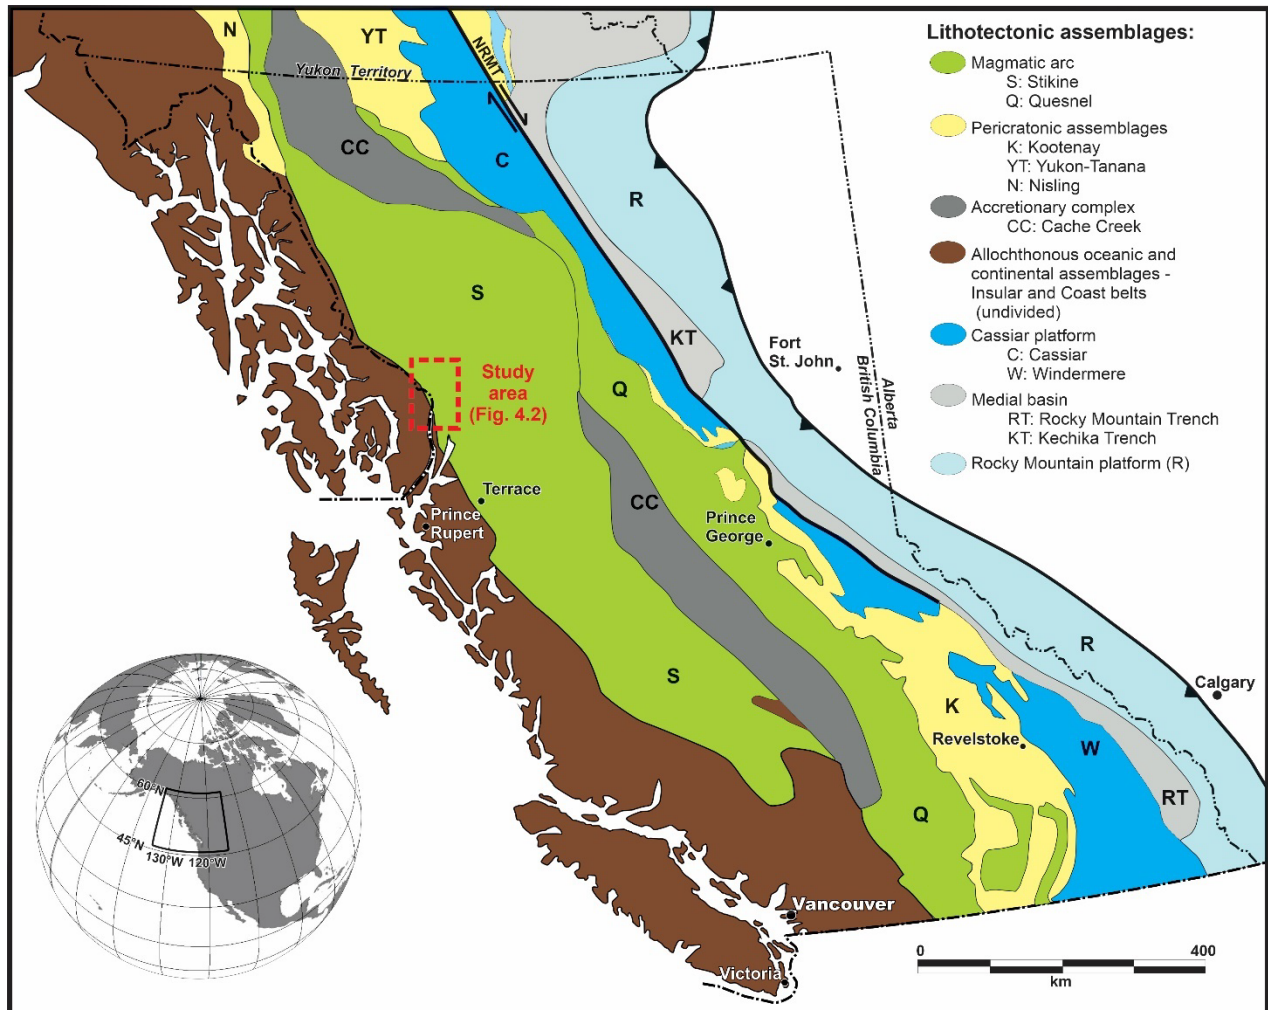 N
YT
NRMT
Yukon Territory
CC
C
R
S
KT
Fort
St. John
Alberta
British Columbia
Study
area
(Fig. 4.2)
Q
Terrace
Prince
Rupert
CC
Prince
George
S
R
Calgary
K
Revelstoke
W
RT
Q
Vancouver
Victoria
Lithotectonic assemblages:
Magmatic arc
S: Stikine
Q: Quesnel
Pericratonic assemblages
K: Kootenay
YT: Yukon-Tanana
N: Nisling
Accretionary complex
CC: Cache Creek
Allochthonous oceanic and
continental assemblages -
Insular and Coast belts
(undivided)
Cassiar platform
C: Cassiar
W: Windermere
Medial basin
RT: Rocky Mountain Trench
KT: Kechika Trench
Rocky Mountain platform (R)
60°N
45°N
130°W 120°W
0 400
km